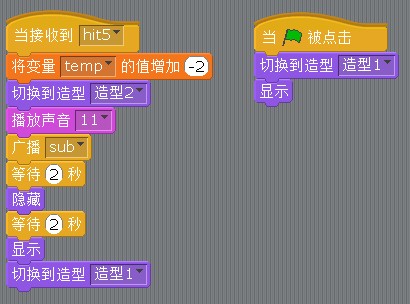 当接收到 hit5
将变量 temp 的值增加 -2
切换到造型 造型2
播放声音 11
广播 sub
等待 2 秒
隐藏
等待 2 秒
显示
切换到造型 造型1
当 被点击
切换到造型 造型1
显示